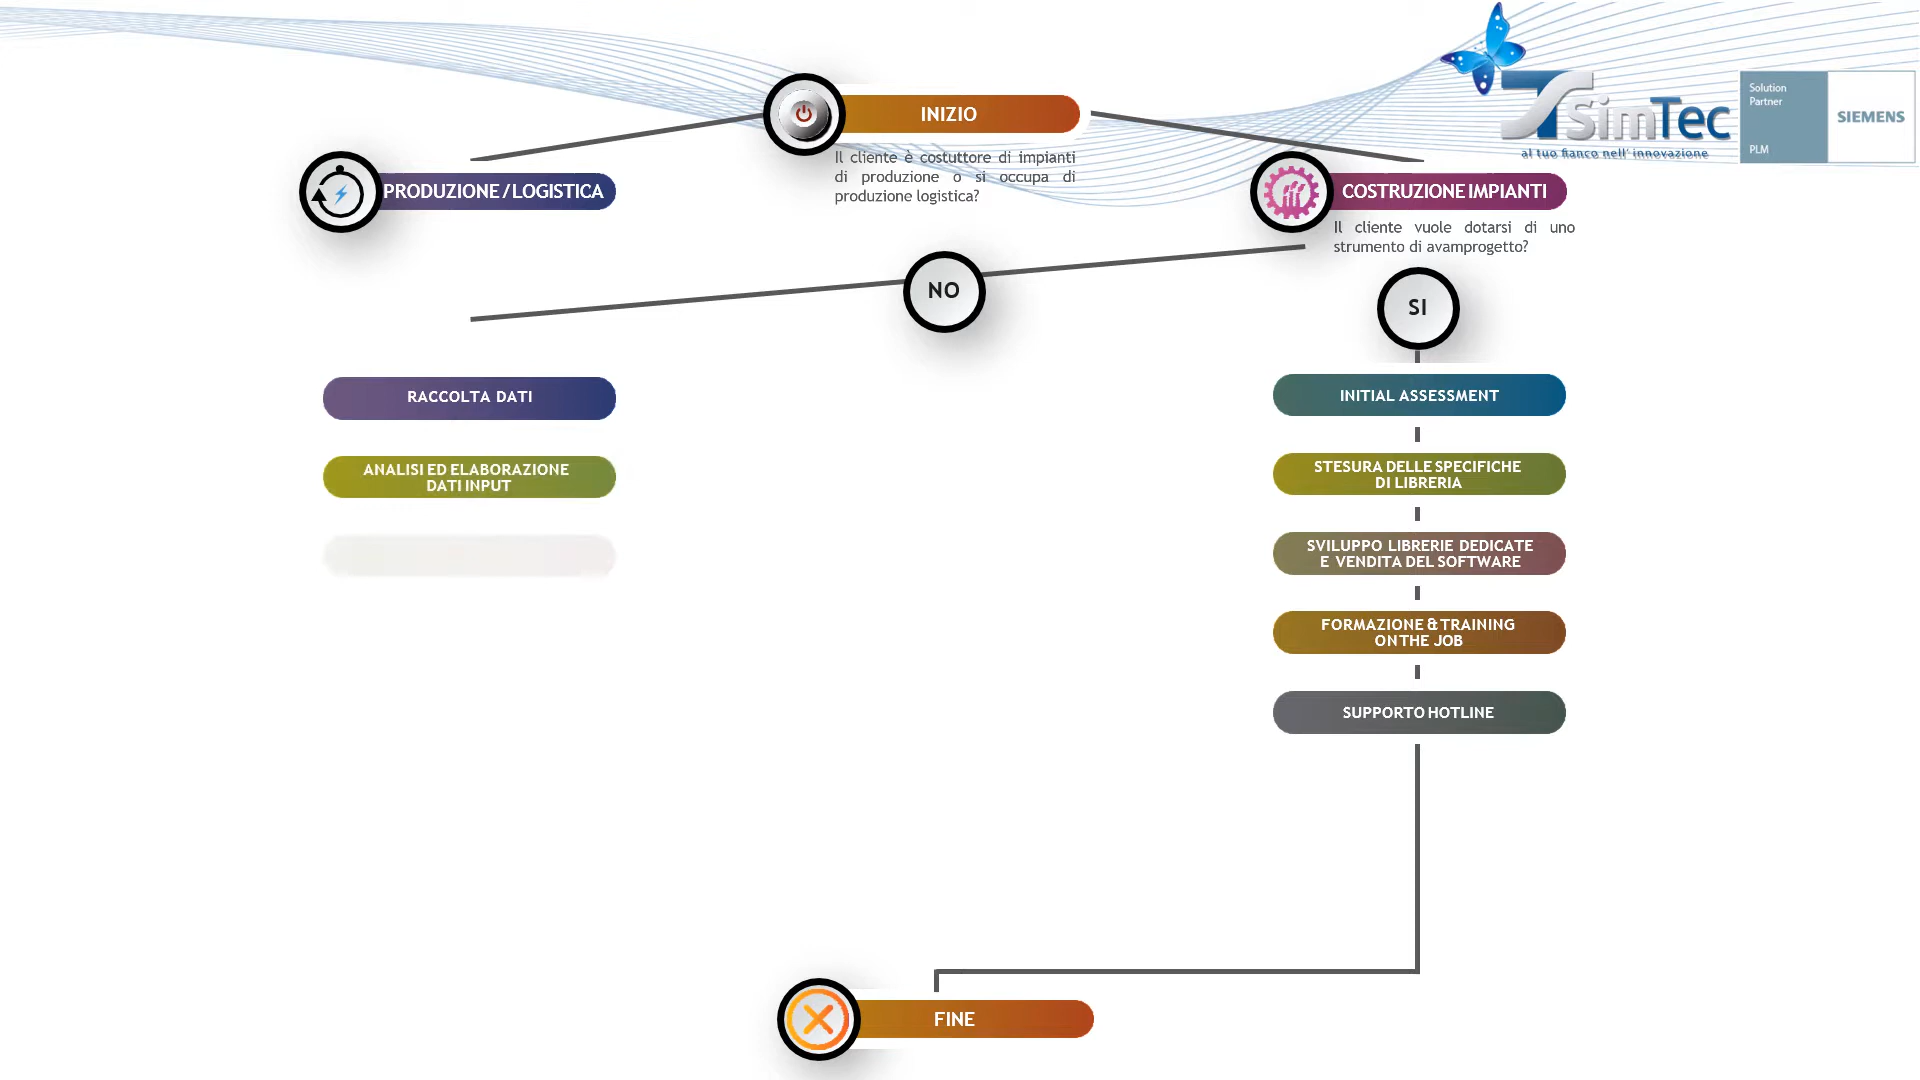 INIZIO
Il cliente è costuttore di impianti
di produzione o si occupa di
produzione logistica?
SimTec
al tuo fianco nell' innovazione
Solution
Partner
SIEMENS
PLM
PRODUZIONE / LOGISTICA
COSTRUZIONE IMPIANTI
Il cliente vuole dotarsi di uno
strumento di avamprogetto?
NO
SI
RACCOLTA DATI
ANALISI ED ELABORAZIONE
DATI INPUT
INITIAL ASSESSMENT
STESURA DELLE SPECIFICHE
DI LIBRERIA
SVILUPPO LIBRERIE DEDICATE
E VENDITA DEL SOFTWARE
FORMAZIONE & TRAINING
ON THE JOB
SUPPORTO HOTLINE
FINE